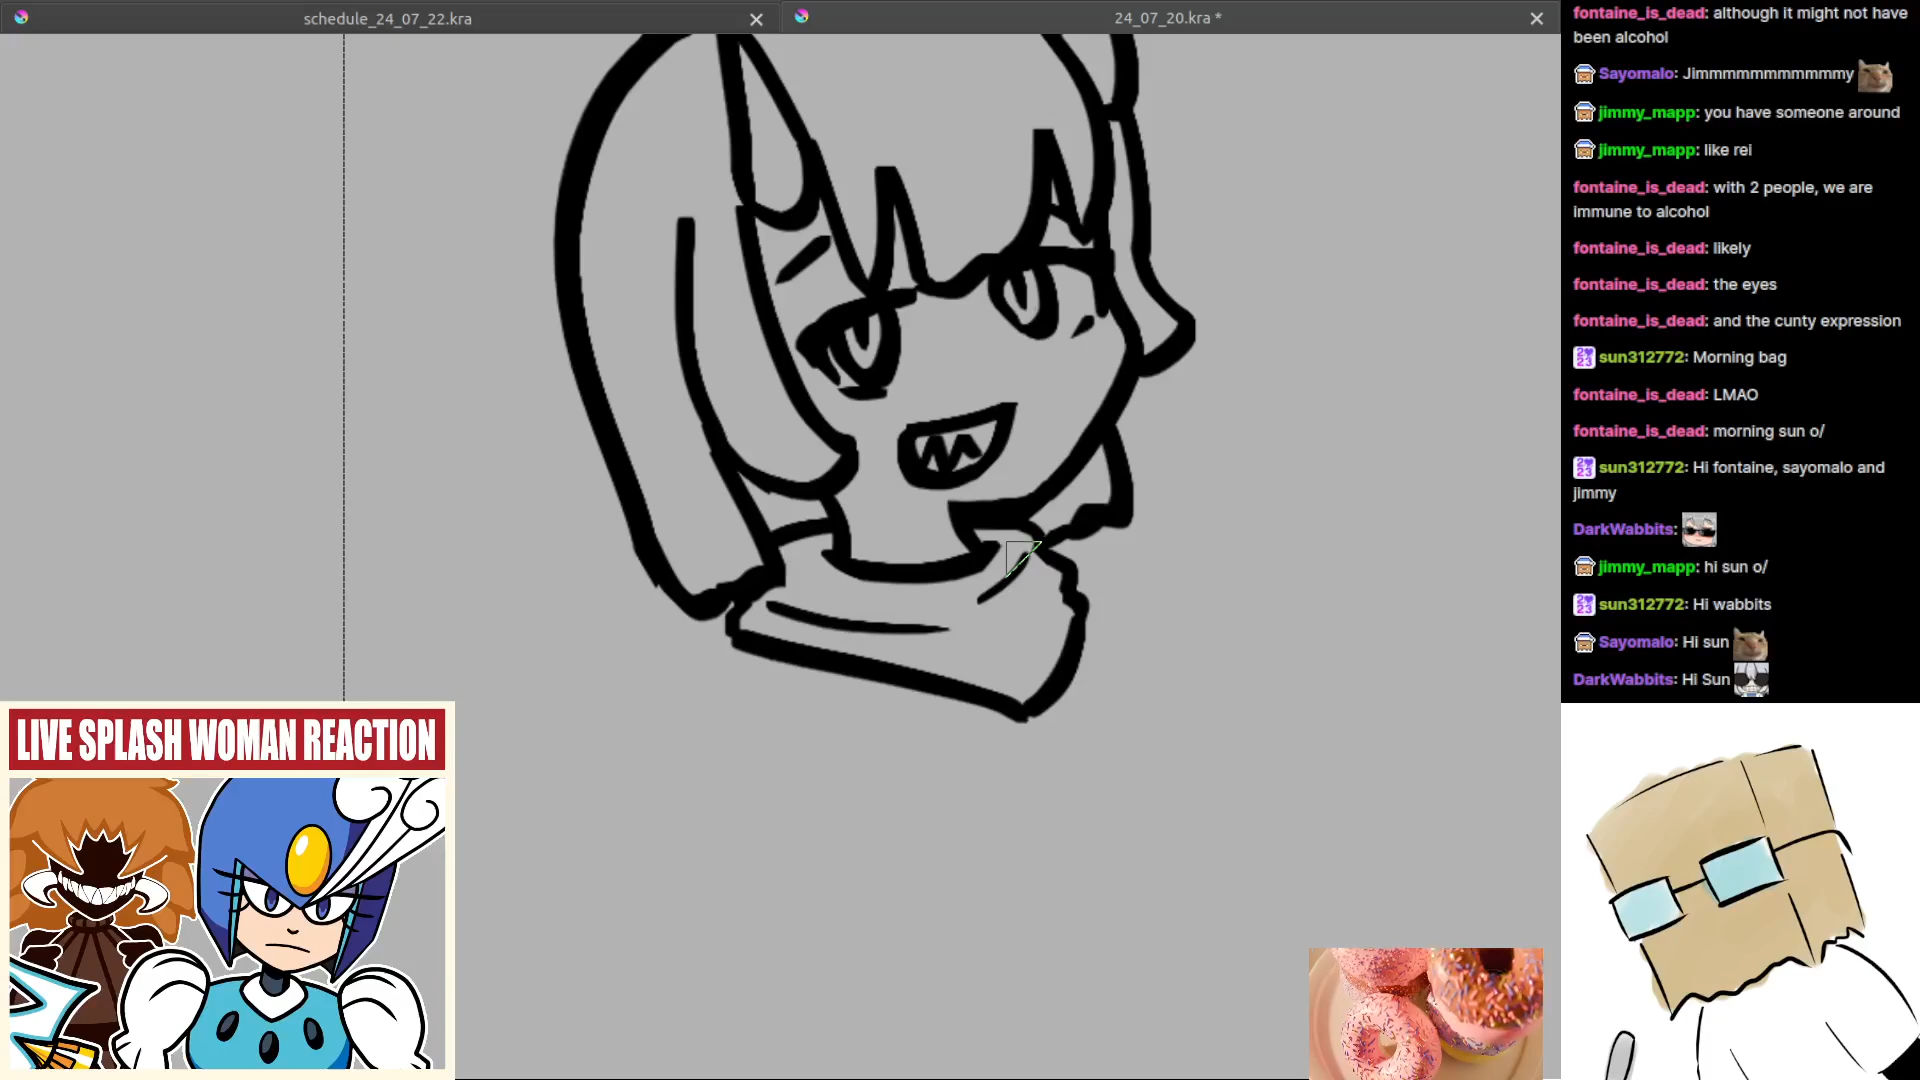 schedule_24_07_22.kra
24_07_20.kra *
fontaine_is_dead: although it might not have
been alcohol
Sayomalo: Jimmmmmmmmmmmy
jimmy_mapp: you have someone around
jimmy_mapp: like rei
fontaine_is_dead: with 2 people, we are
immune to alcohol
fontaine_is_dead: likely
fontaine_is_dead: the eyes
fontaine_is_dead: and the cunty expression
sun312772: Morning bag
fontaine_is_dead: LMAO
fontaine_is_dead: morning sun o/
sun312772: Hi fontaine, sayomalo and
jimmy
DarkWabbits:
jimmy_mapp: hi sun o/
sun312772: Hi wabbits
Sayomalo: Hi sun
DarkWabbits: Hi Sun
LIVE SPLASH WOMAN REACTION